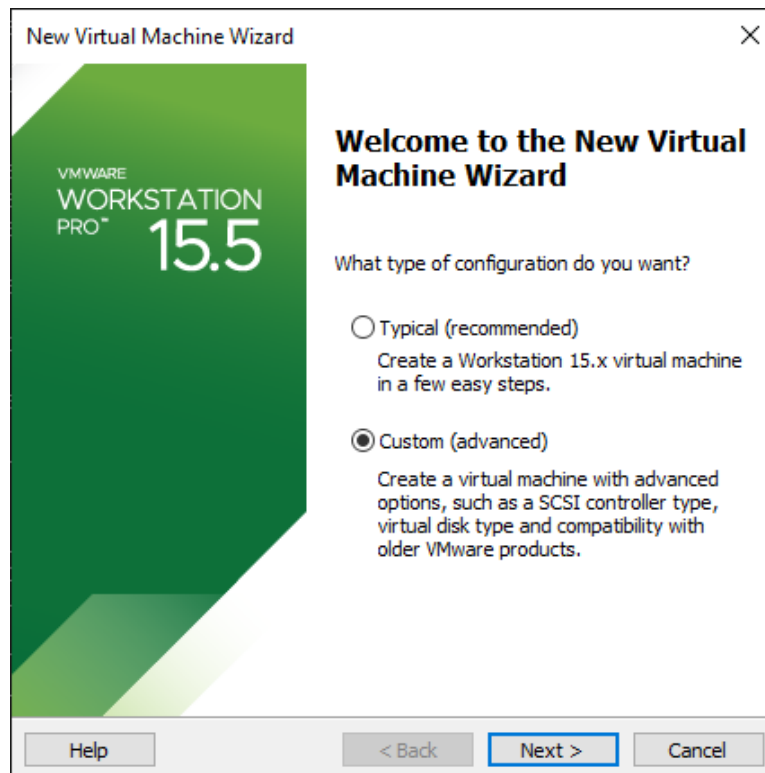 New Virtual Machine Wizard
VMWARE
WORKSTATION
PRO™ 15.5
Welcome to the New Virtual
Machine Wizard
What type of configuration do you want?
Typical (recommended)
Create a Workstation 15.x virtual machine
in a few easy steps.
Custom (advanced)
Create a virtual machine with advanced
options, such as a SCSI controller type,
virtual disk type and compatibility with
older VMware products.
Help
< Back
Next >
Cancel